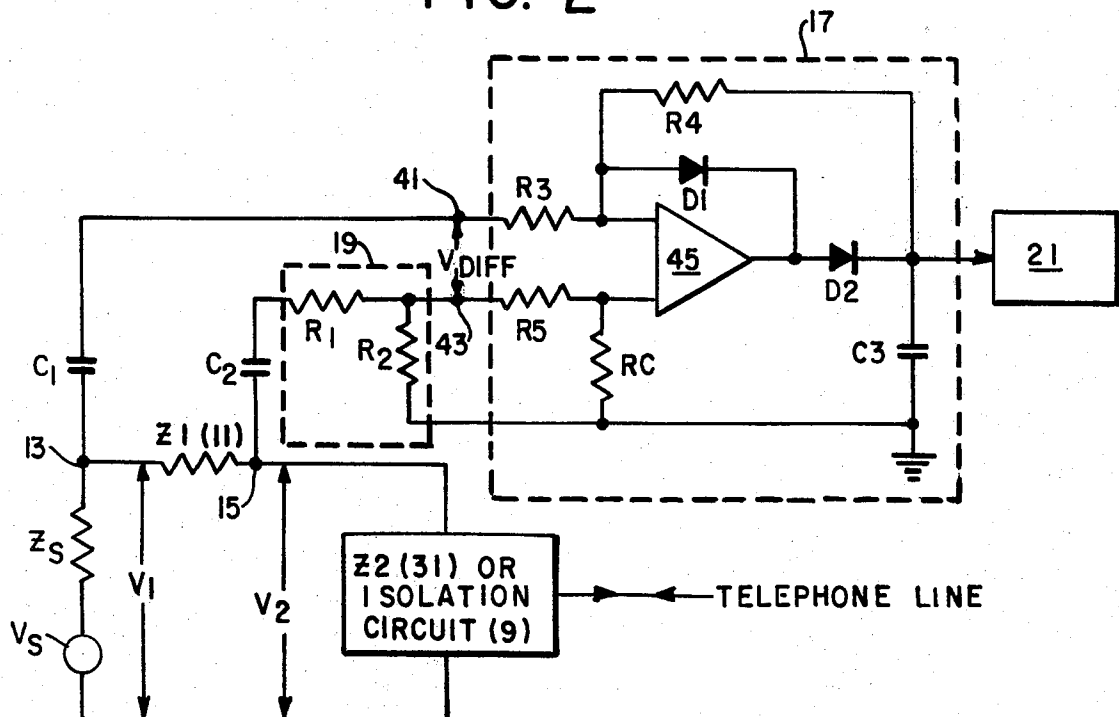 FIG. 2
17
R4
41
R3
D1
19
V DIFF
45
21
D2
R1
R5
C2
R2
43
RC
C3
C1
Z1 (11)
13
15
ZS
V1
V2
Z2 (31) OR
ISOLATION
CIRCUIT (9)
TELEPHONE LINE
VS